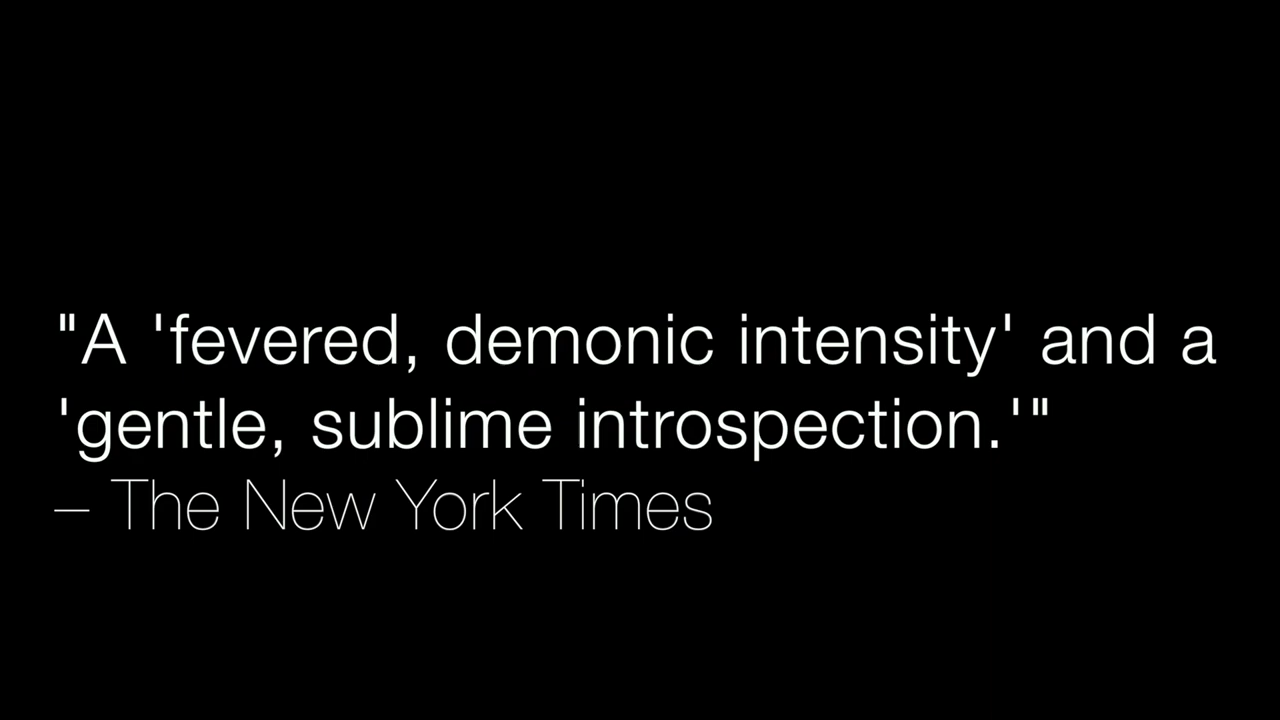 "A 'fevered, demonic intensity' and a
'gentle, sublime introspection.'"
– The New York Times